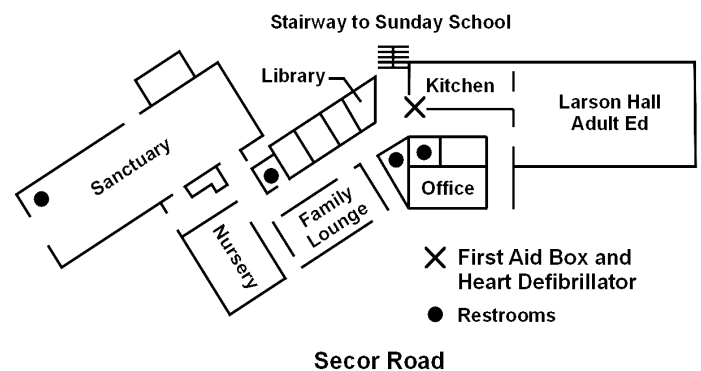 Stairway to Sunday School
Library
Kitchen
Larson Hall
Adult Ed
Sanctuary
Office
Family
Lounge
Nursery
First Aid Box and
Heart Defibrillator
Restrooms
Secor Road